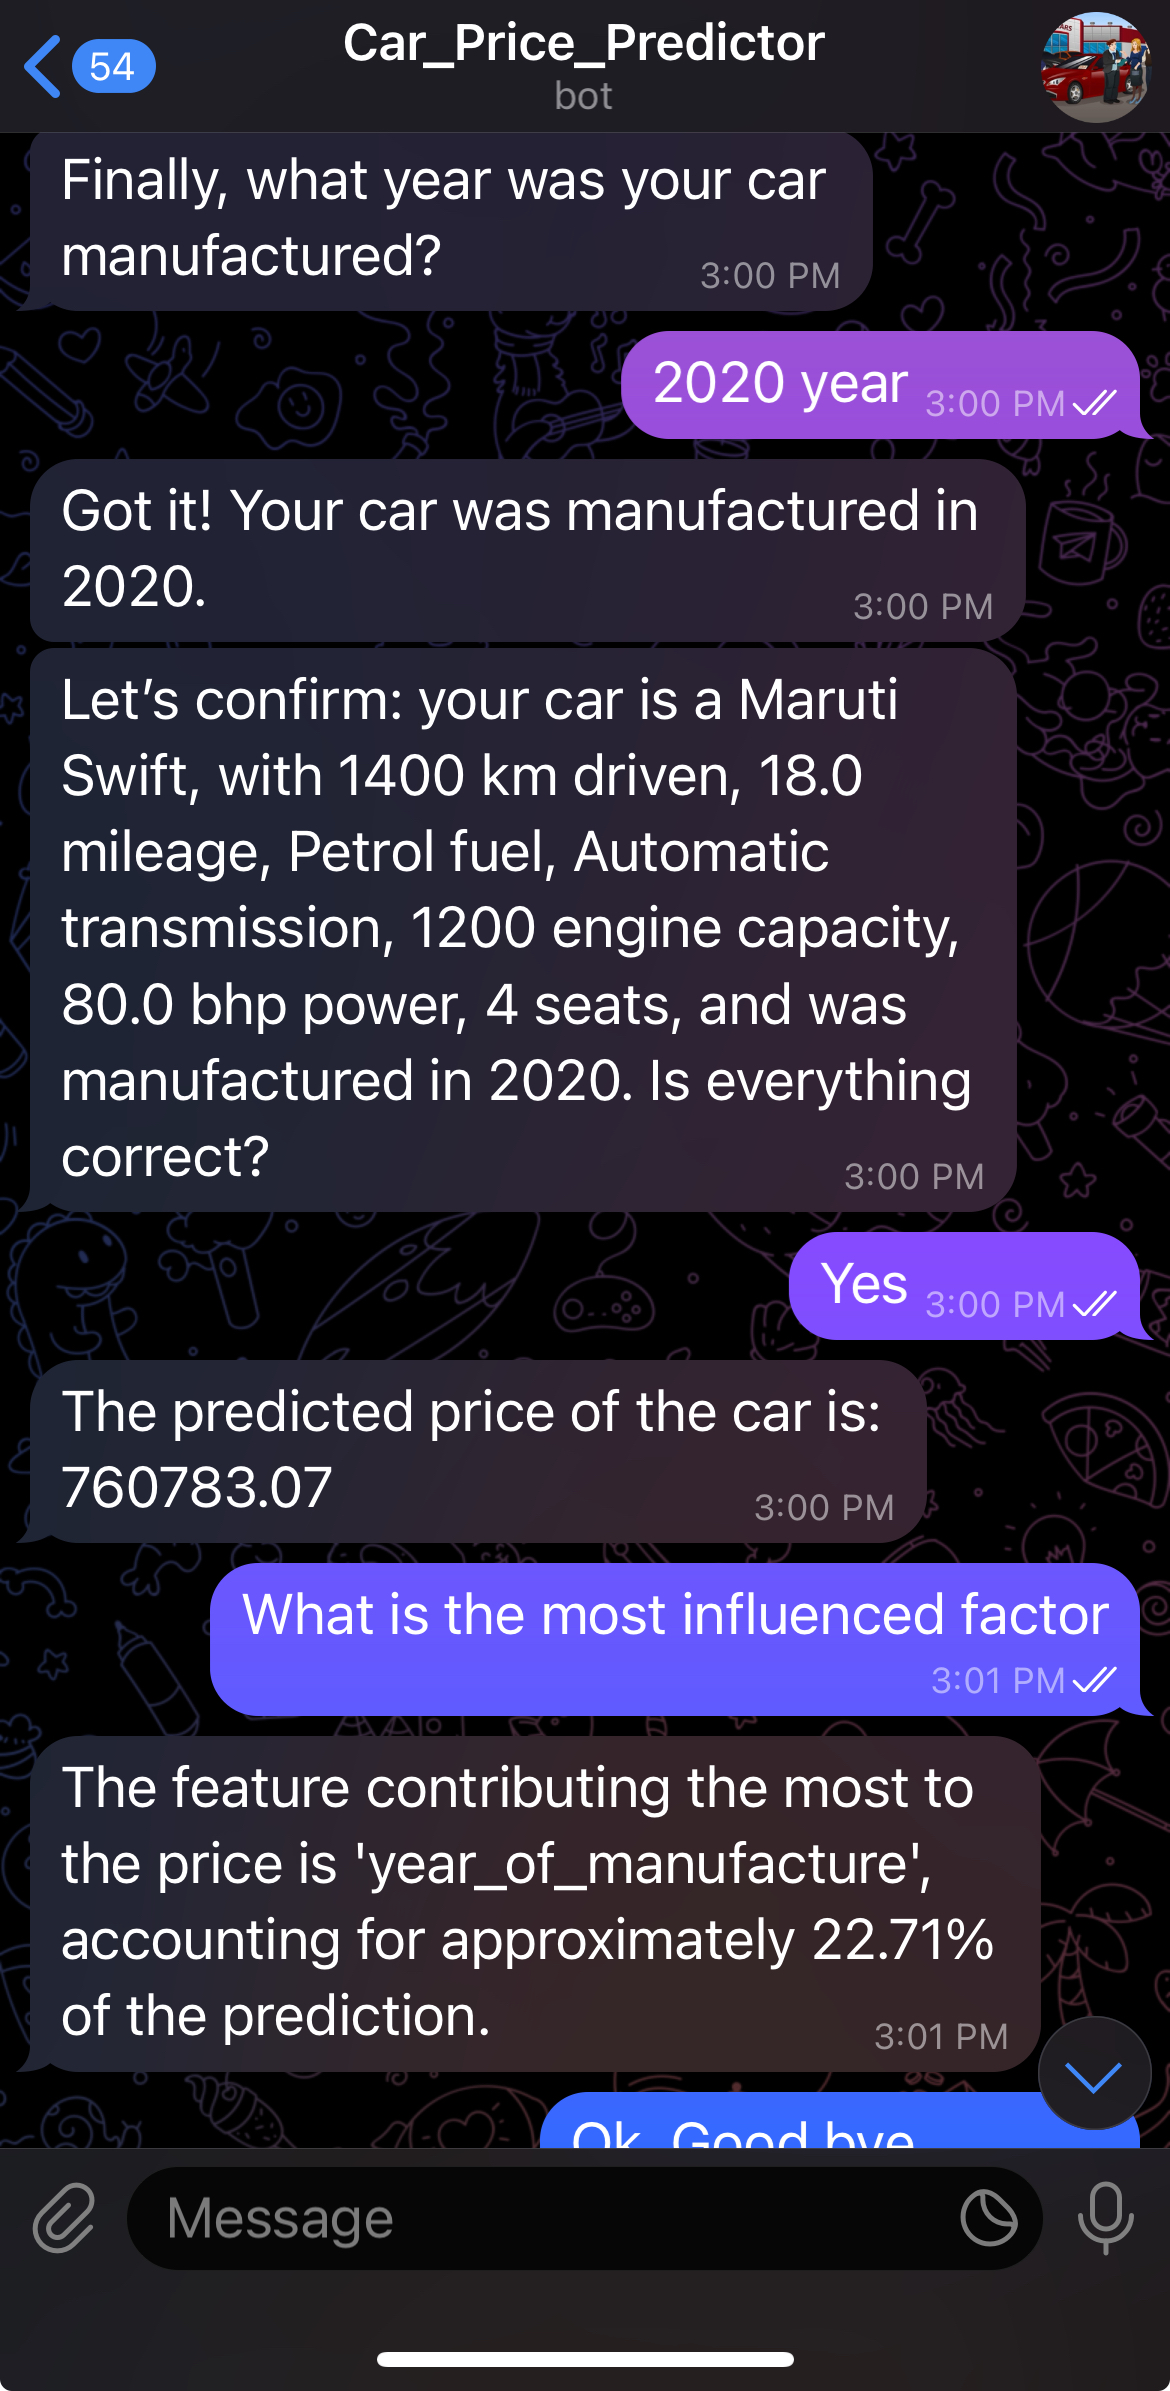 54
Car_Price_Predictor
bot
Finally, what year was your car
manufactured?
3:00 PM
2020 year
3:00 PM
Got it! Your car was manufactured in
2020.
3:00 PM
Let’s confirm: your car is a Maruti
Swift, with 1400 km driven, 18.0
mileage, Petrol fuel, Automatic
transmission, 1200 engine capacity,
80.0 bhp power, 4 seats, and was
manufactured in 2020. Is everything
correct?
3:00 PM
Yes
3:00 PM
The predicted price of the car is:
760783.07
3:00 PM
What is the most influenced factor
3:01 PM
The feature contributing the most to
the price is 'year_of_manufacture',
accounting for approximately 22.71%
of the prediction.
3:01 PM
Ok. Good bye
Message